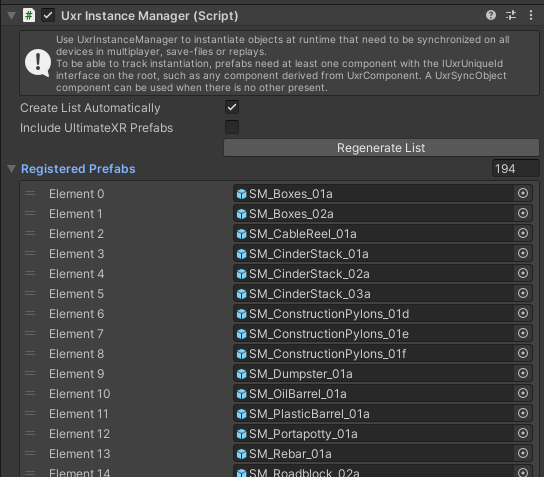 Uxr Instance Manager (Script)
Use UxrInstanceManager to instantiate objects at runtime that need to be synchronized on all
devices in multiplayer, save-files or replays.
To be able to track instantiation, prefabs need at least one component with the IUxrUniqueId
interface on the root, such as any component derived from UxrComponent. A UxrSyncObject
component can be used when there is no other present.
Create List Automatically
Include UltimateXR Prefabs
Regenerate List
Registered Prefabs 194
Element 0 SM_Boxes_01a
Element 1 SM_Boxes_02a
Element 2 SM_CableReel_01a
Element 3 SM_CinderStack_01a
Element 4 SM_CinderStack_02a
Element 5 SM_CinderStack_03a
Element 6 SM_ConstructionPylons_01d
Element 7 SM_ConstructionPylons_01e
Element 8 SM_ConstructionPylons_01f
Element 9 SM_Dumpster_01a
Element 10 SM_OilBarrel_01a
Element 11 SM_PlasticBarrel_01a
Element 12 SM_Portapotty_01a
Element 13 SM_Rebar_01a
Element 14 SM_Roadblock_02a